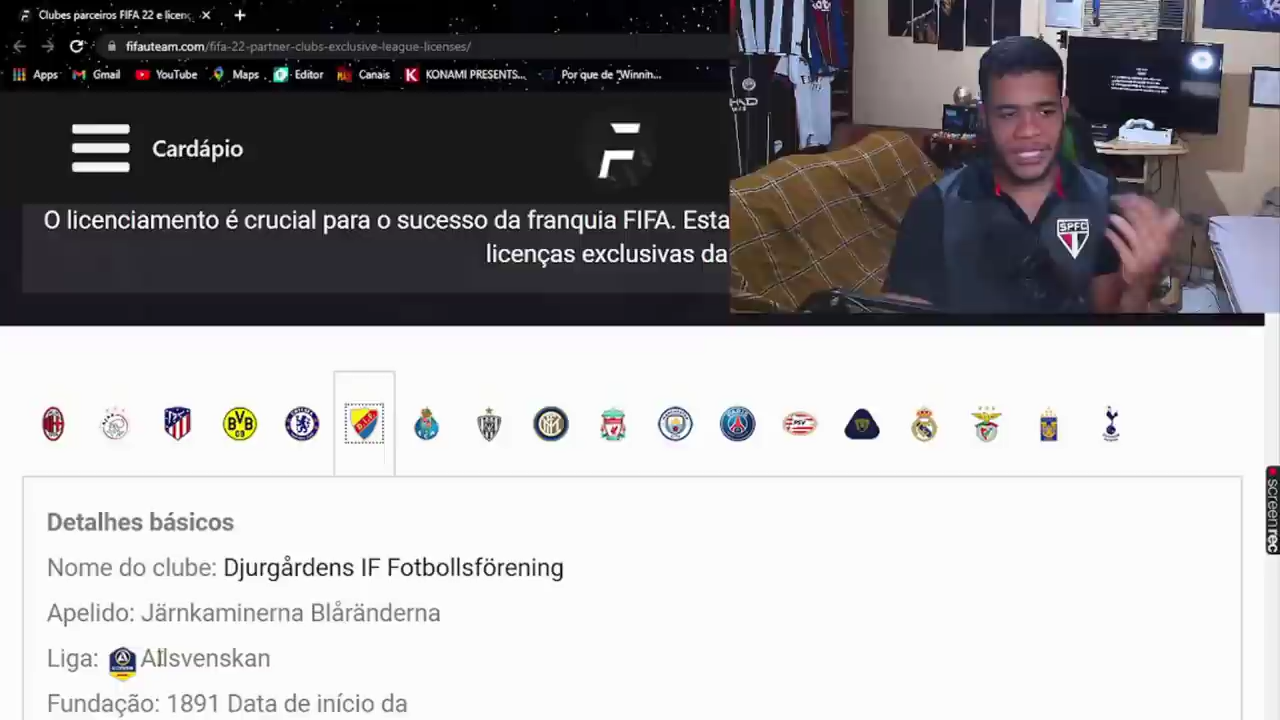 Clubes parceiros FIFA 22 e licenç
fifauteam.com/fifa-22-partner-clubs-exclusive-league-licenses/
Apps Gmail YouTube Maps Editor Canais KONAMI PRESENTS... Por que de "Winnin...
Cardápio
O licenciamento é crucial para o sucesso da franquia FIFA. Esta
licenças exclusivas da
SPFC
Detalhes básicos
Nome do clube: Djurgårdens IF Fotbollsförening
Apelido: Järnkaminerna Blåränderna
Liga: Allsvenskan
Fundação: 1891 Data de início da
screenrec